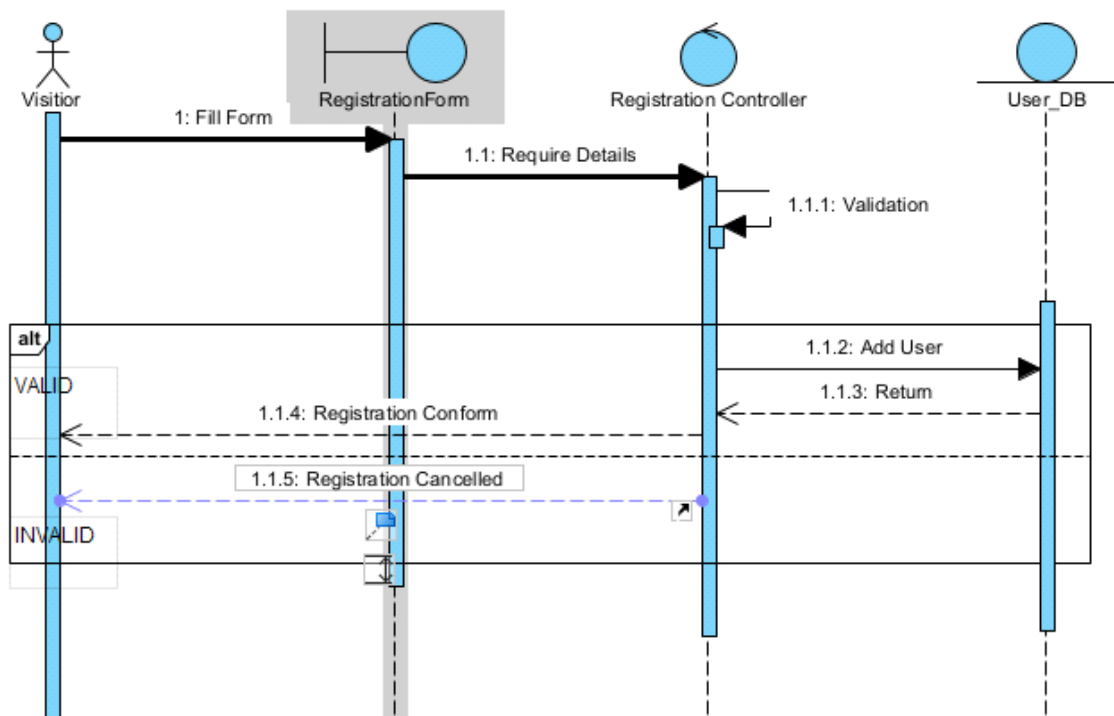 Visitior
RegistrationForm
Registration Controller
User_DB
1: Fill Form
1.1: Require Details
1.1.1: Validation
alt
1.1.2: Add User
VALID
1.1.3: Return
1.1.4: Registration Conform
1.1.5: Registration Cancelled
INVALID